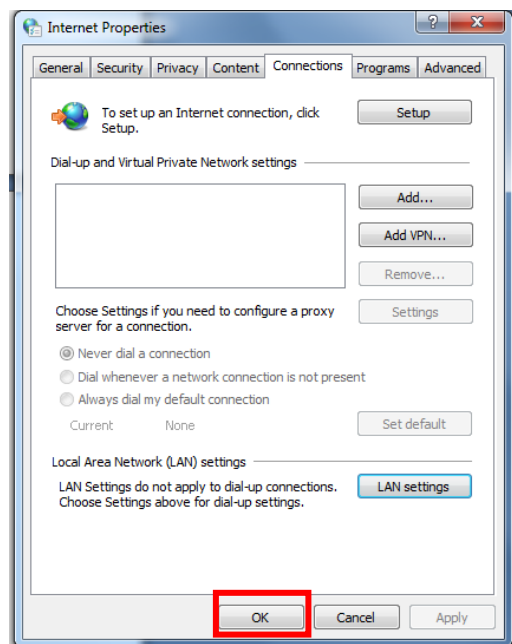 Internet Properties
?
X
General Security Privacy Content Connections Programs Advanced
To set up an Internet connection, click
Setup.
Setup
Dial-up and Virtual Private Network settings
Add...
Add VPN...
Remove...
Choose Settings if you need to configure a proxy
server for a connection.
Settings
Never dial a connection
Dial whenever a network connection is not present
Always dial my default connection
Current None
Set default
Local Area Network (LAN) settings
LAN Settings do not apply to dial-up connections.
Choose Settings above for dial-up settings.
LAN settings
OK Cancel Apply